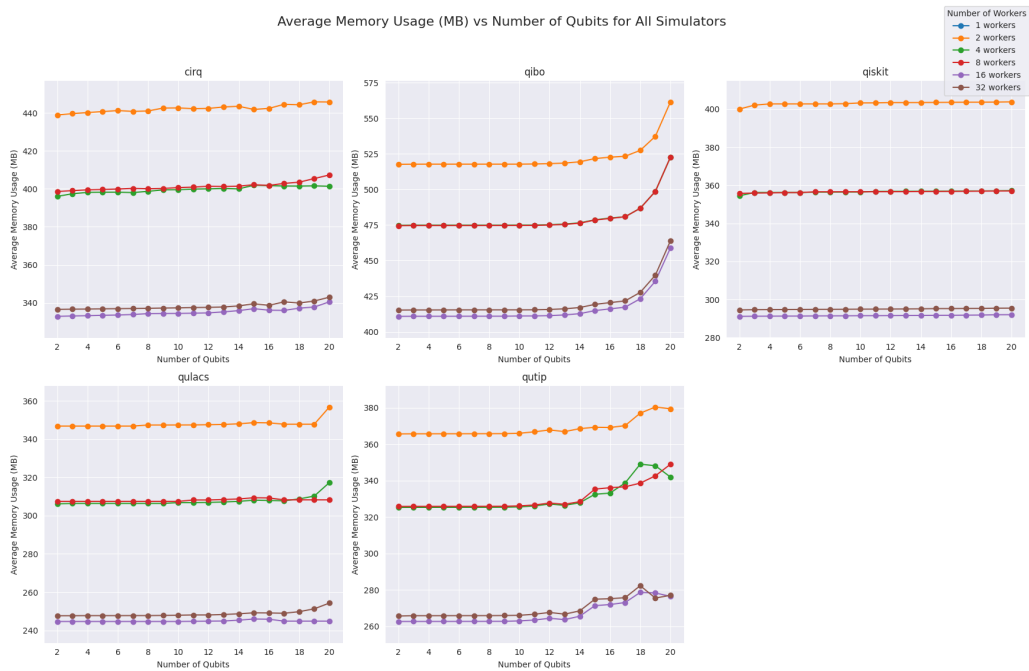 Average Memory Usage (MB) vs Number of Qubits for All Simulators
Number of Workers
1 workers
2 workers
4 workers
8 workers
16 workers
32 workers
cirq
Average Memory Usage (MB)
440
420
400
380
360
340
2 4 6 8 10 12 14 16 18 20
Number of Qubits
qibo
Average Memory Usage (MB)
575
550
525
500
475
450
425
400
2 4 6 8 10 12 14 16 18 20
Number of Qubits
qiskit
Average Memory Usage (MB)
400
380
360
340
320
300
280
2 4 6 8 10 12 14 16 18 20
Number of Qubits
qulacs
Average Memory Usage (MB)
360
340
320
300
280
260
240
2 4 6 8 10 12 14 16 18 20
Number of Qubits
qutip
Average Memory Usage (MB)
380
360
340
320
300
280
260
2 4 6 8 10 12 14 16 18 20
Number of Qubits